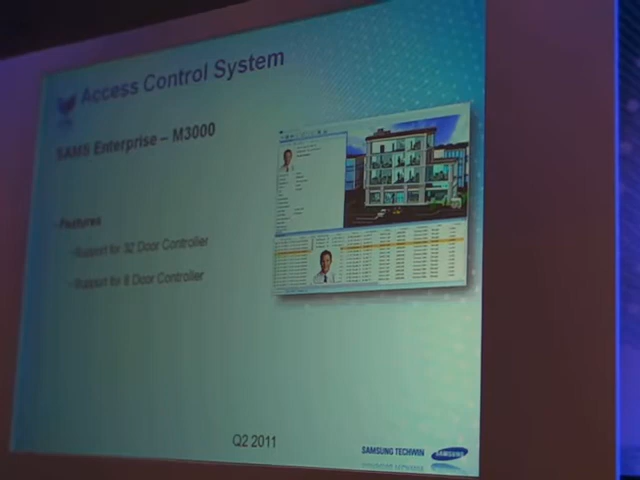 Access Control System
SAMS Enterprise – M3000
Features
Support for 32 Door Controller
Support for 8 Door Controller
Q2 2011
SAMSUNG TECHWIN
SAMSUNG